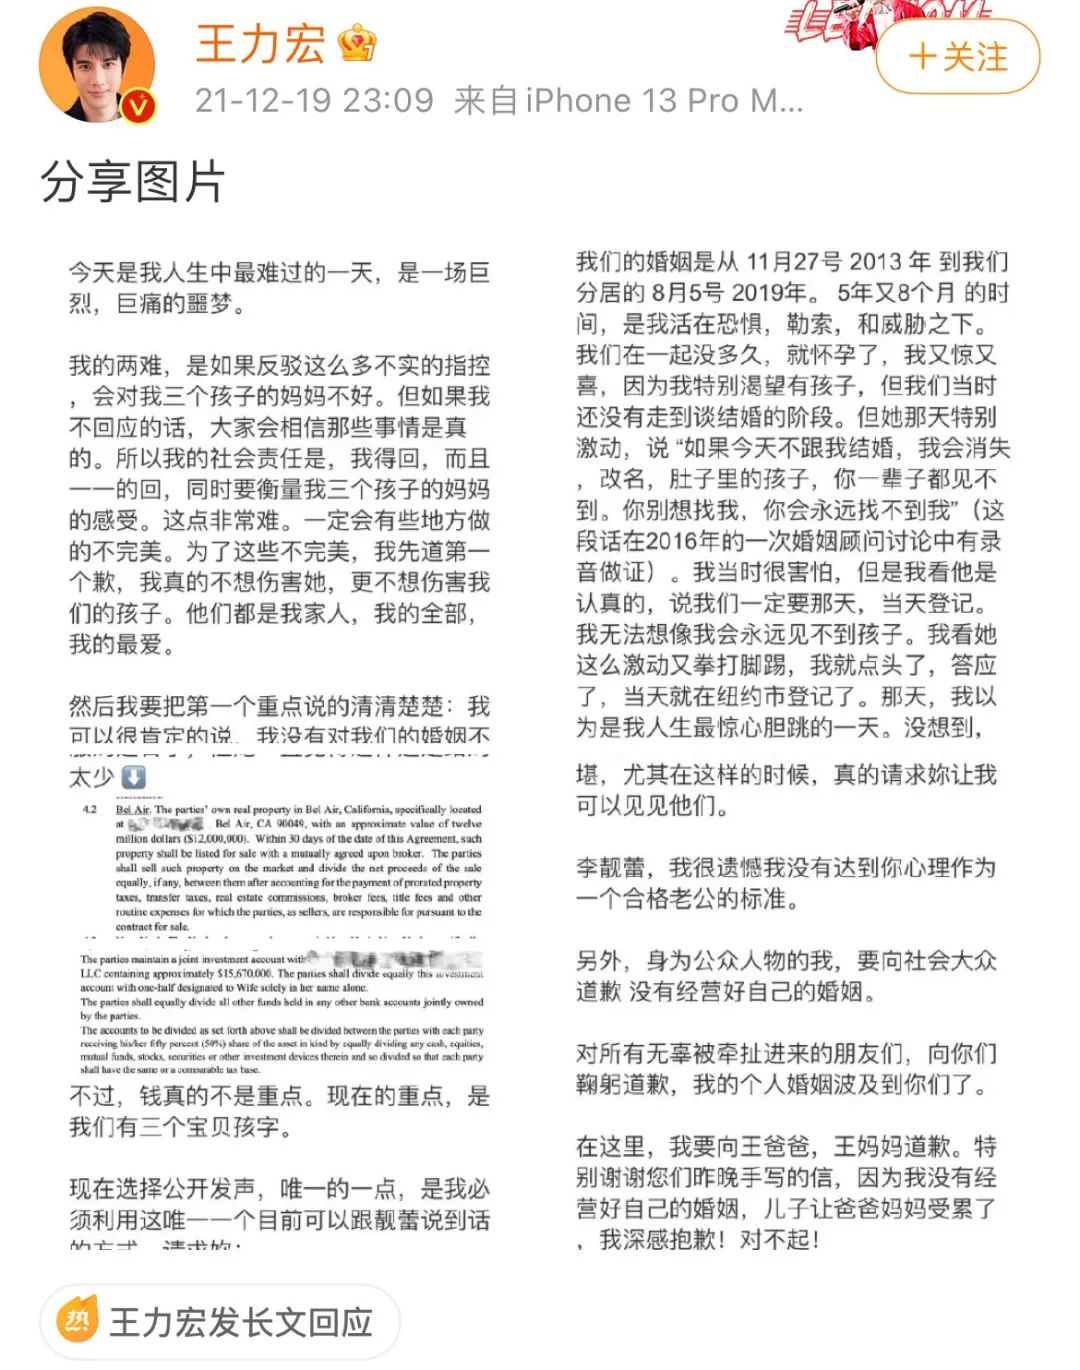 王力宏
21-12-19 23:09 来自iPhone 13 Pro M...
十关注
分享图片
今天是我人生中最难过的一天，是一场巨
烈，巨痛的噩梦。
我的两难，是如果反驳这么多不实的指控
，会对我三个孩子的妈妈不好。但如果我
不回应的话，大家会相信那些事情是真
的。所以我的社会责任是，我得回，而且
一一的回，同时要衡量我三个孩子的妈妈
的感受。这点非常难。一定会有些地方做
的不完美。为了这些不完美，我先道第一
个歉，我真的不想伤害她，更不想伤害我
们的孩子。他们都是我家人，我的全部，
我的最爱。
然后我要把第一个重点说的清清楚楚：我
可以很肯定的说，我没有对我们的婚姻不
太少
4.2 Bel Air. The parties' own real property in Bel Air, California, specifically located
at Bel Air, CA 90049, with an approximate value of twelve
million dollars ($12,000,000). Within 30 days of the date of this Agreement, such
property shall be listed for sale with a mutually agreed upon broker. The parties
shall sell such property on the market and divide the net proceeds of the sale
equally, if any, between them after accounting for the payment of prorated property
taxes, transfer taxes, real estate commissions, broker fees, title fees and other
routine expenses for which the parties, as sellers, are responsible for pursuant to the
contract for sale.
The parties maintain a joint investment account with
LLC containing approximately $15,670,000. The parties shall divide equally this investment
account with one-half designated to Wife solely in her name alone.
The parties shall equally divide all other funds held in any other bank accounts jointly owned
by the parties.
The accounts to be divided as set forth above shall be divided between the parties with each party
receiving his/her fifty percent (50%) share of the asset in kind by equally dividing any cash, equities,
mutual funds, stocks, securities or other investment devices therein and so divided so that each party
shall have the same or a comparable tax base.
不过，钱真的不是重点。现在的重点，是
我们有三个宝贝孩字。
现在选择公开发声，唯一的一点，是我必
须利用这唯一一个目前可以跟靓蕾说到话
的方式，请求妳：
我们的婚姻是从 11月27号 2013 年 到我们
分居的 8月5号 2019年。 5年又8个月 的时
间，是我活在恐惧，勒索，和威胁之下。
我们在一起没多久，就怀孕了，我又惊又
喜，因为我特别渴望有孩子，但我们当时
还没有走到谈结婚的阶段。但她那天特别
激动，说 “如果今天不跟我结婚，我会消失
，改名，肚子里的孩子，你一辈子都见不
到。你别想找我，你会永远找不到我”（这
段话在2016年的一次婚姻顾问讨论中有录
音做证）。我当时很害怕，但是我看他是
认真的，说我们一定要那天，当天登记。
我无法想像我会永远见不到孩子。我看她
这么激动又拳打脚踢，我就点头了，答应
了，当天就在纽约市登记了。那天，我以
为是我人生最惊心胆跳的一天。没想到，
堪，尤其在这样的时候，真的请求妳让我
可以见见他们。
李靓蕾，我很遗憾我没有达到你心理作为
一个合格老公的标准。
另外，身为公众人物的我，要向社会大众
道歉 没有经营好自己的婚姻。
对所有无辜被牵扯进来的朋友们，向你们
鞠躬道歉，我的个人婚姻波及到你们了。
在这里，我要向王爸爸，王妈妈道歉。特
别谢谢您们昨晚手写的信，因为我没有经
营好自己的婚姻，儿子让爸爸妈妈受累了
，我深感抱歉！对不起！
热 王力宏发长文回应